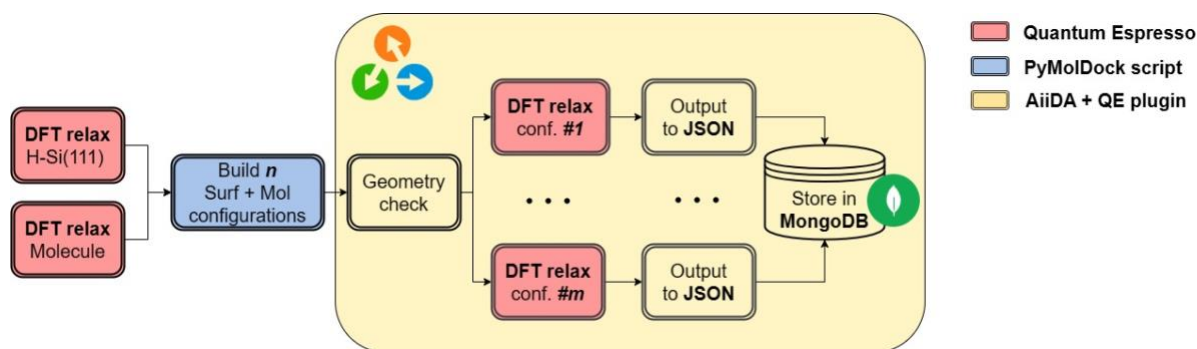 DFT relax
H-Si(111)
DFT relax
Molecule
Build n
Surf + Mol
configurations
Geometry
check
DFT relax
conf. #1
Output
to JSON
• • •
• • •
DFT relax
conf. #m
Output
to JSON
Store in
MongoDB
Quantum Espresso
PyMolDock script
AiiDA + QE plugin